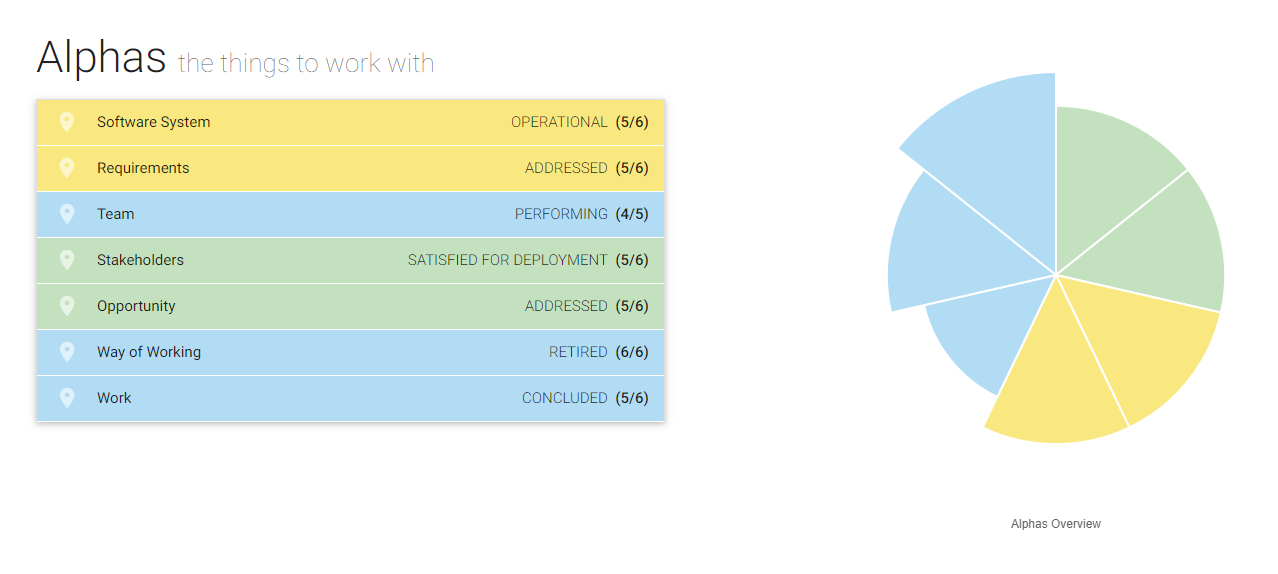 Alphas the things to work with
Software System OPERATIONAL (5/6)
Requirements ADDRESSED (5/6)
Team PERFORMING (4/5)
Stakeholders SATISFIED FOR DEPLOYMENT (5/6)
Opportunity ADDRESSED (5/6)
Way of Working RETIRED (6/6)
Work CONCLUDED (5/6)
Alphas Overview